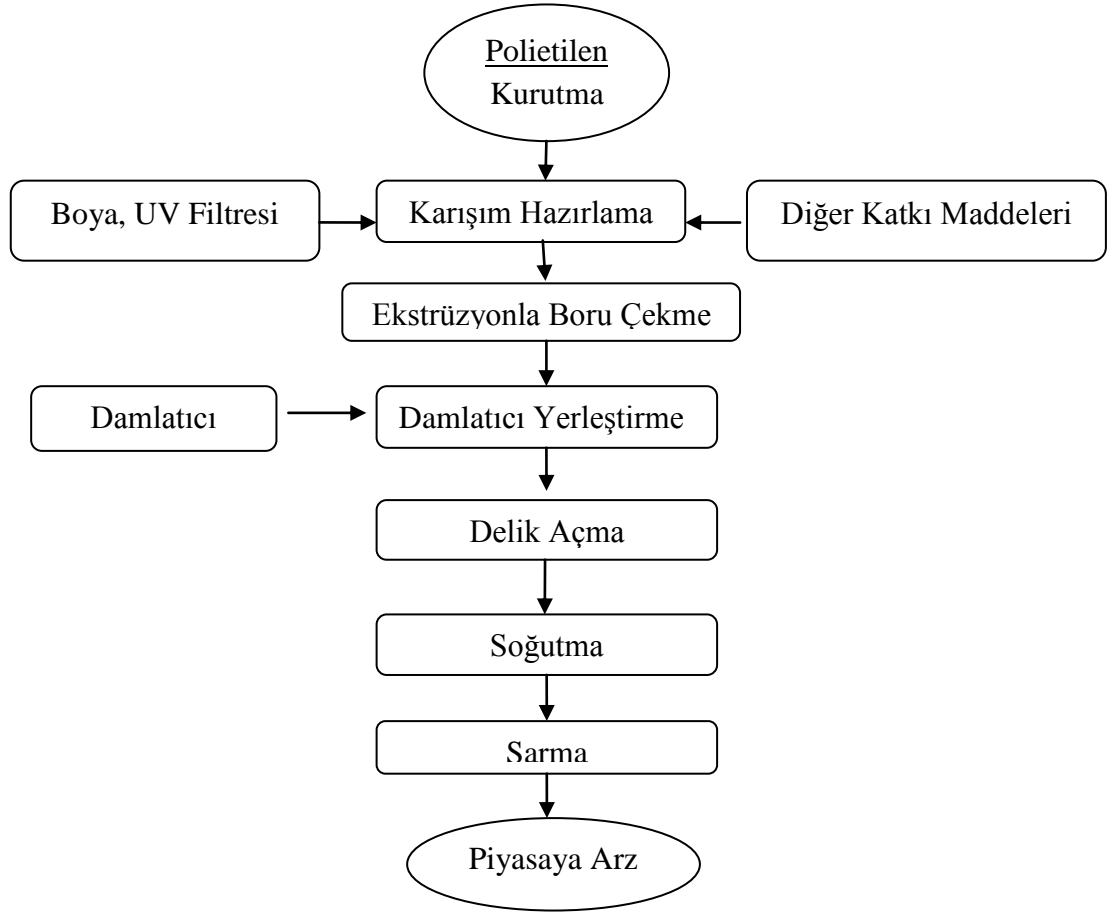 Polietilen
Kurutma
Boya, UV Filtresi
Karışım Hazırlama
Diğer Katkı Maddeleri
Ekstrüzyonla Boru Çekme
Damlatıcı
Damlatıcı Yerleştirme
Delik Açma
Soğutma
Sarma
Piyasaya Arz